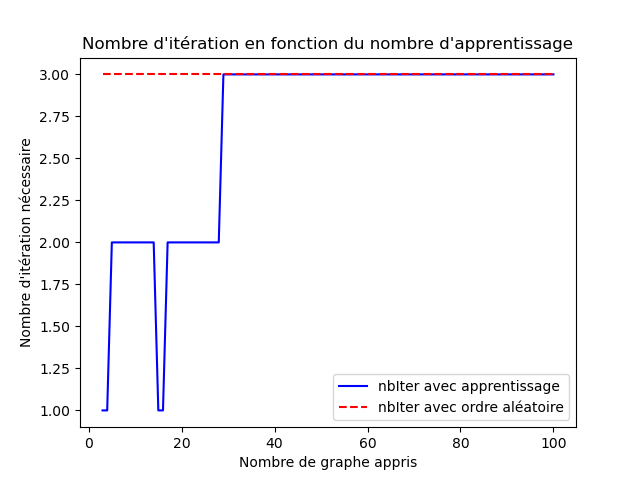 Nombre d'itération en fonction du nombre d'apprentissage
3.00
2.75
2.50
2.25
2.00
1.75
1.50
1.25
1.00
Nombre d'itération nécessaire
nbIter avec apprentissage
nbIter avec ordre aléatoire
0 20 40 60 80 100
Nombre de graphe appris